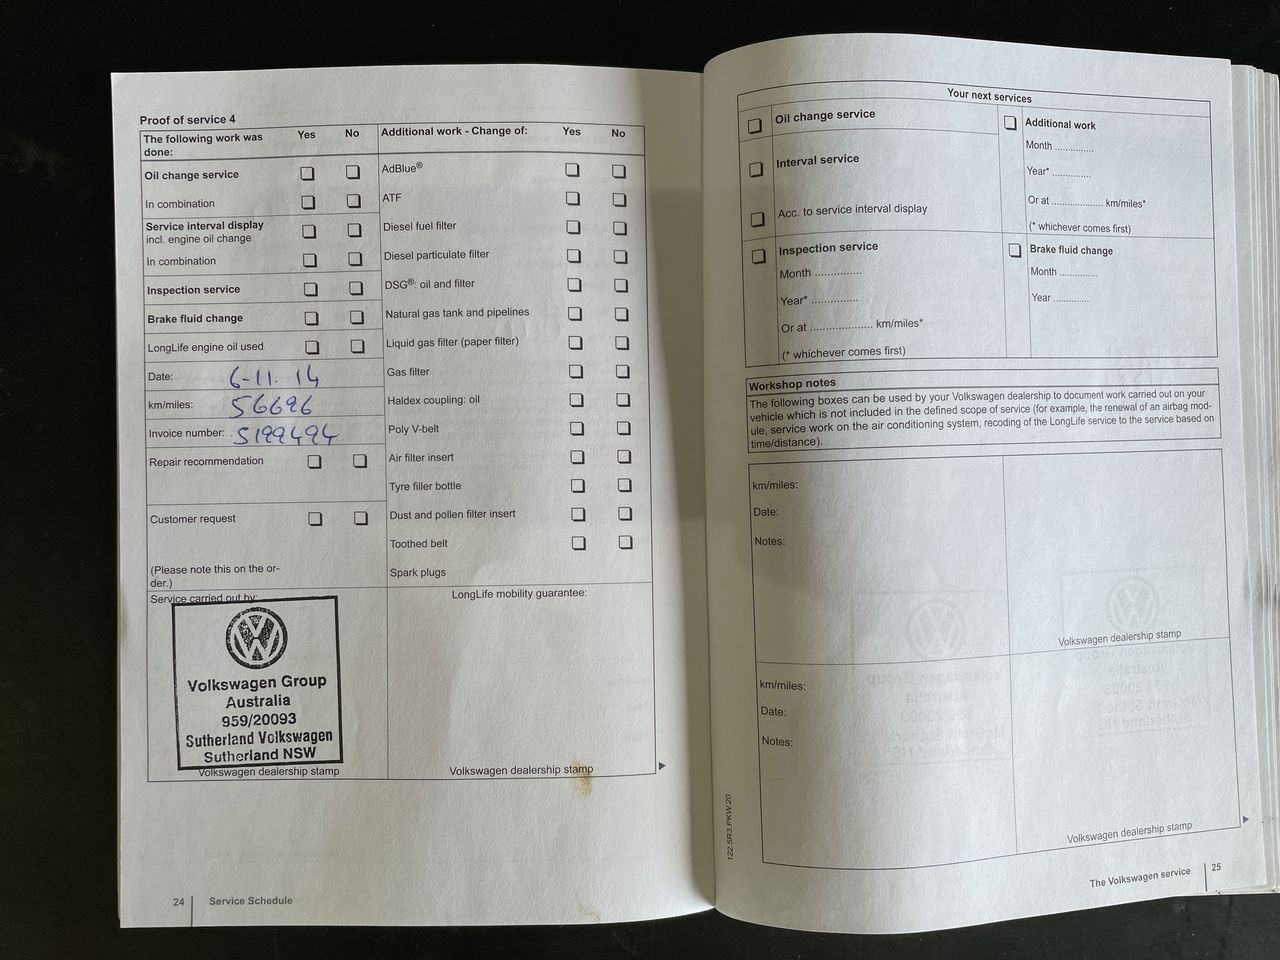 Proof of service 4
The following work was done: Yes No
Oil change service
In combination
Service interval display
incl. engine oil change
In combination
Inspection service
Brake fluid change
LongLife engine oil used
Date: 6-11. 14
km/miles: 56696
Invoice number: S199494
Repair recommendation
Customer request
(Please note this on the or-
der.)
Additional work - Change of: Yes No
AdBlue®
ATF
Diesel fuel filter
Diesel particulate filter
DSG®: oil and filter
Natural gas tank and pipelines
Liquid gas filter (paper filter)
Gas filter
Haldex coupling: oil
Poly V-belt
Air filter insert
Tyre filler bottle
Dust and pollen filter insert
Toothed belt
Spark plugs
Service carried out by:
Volkswagen Group
Australia
959/20093
Sutherland Volkswagen
Sutherland NSW
Volkswagen dealership stamp
LongLife mobility guarantee:
Volkswagen dealership stamp
24 Service Schedule
Your next services
Oil change service
Interval service
Acc. to service interval display
Inspection service
Month ..............
Year* ..............
Or at .................... km/miles*
(* whichever comes first)
Additional work
Month ..............
Year* ..............
Or at .................... km/miles*
(* whichever comes first)
Brake fluid change
Month ..............
Year ..............
Workshop notes
The following boxes can be used by your Volkswagen dealership to document work carried out on your
vehicle which is not included in the defined scope of service (for example, the renewal of an airbag mod-
ule, service work on the air conditioning system, recoding of the LongLife service to the service based on
time/distance).
km/miles:
Date:
Notes:
Volkswagen dealership stamp
km/miles:
Date:
Notes:
Volkswagen dealership stamp
122.5R3.PKW.20
The Volkswagen service 25